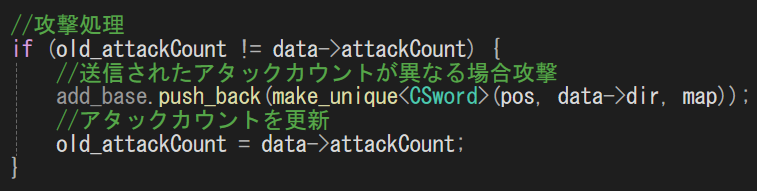 //攻撃処理
if (old_attackCount != data->attackCount) {
//送信されたアタックカウントが異なる場合攻撃
add_base.push_back(make_unique<CSword>(pos, data->dir, map));
//アタックカウントを更新
old_attackCount = data->attackCount;
}